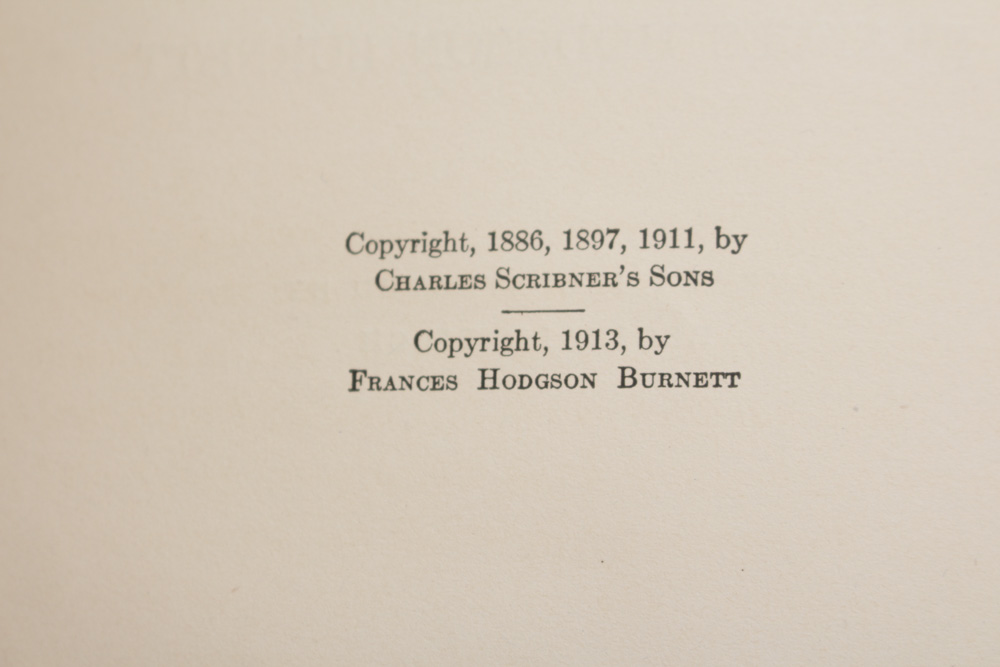 Copyright, 1886, 1897, 1911, by
CHARLES SCRIBNER'S SONS
Copyright, 1913, by
FRANCES HODGSON BURNETT